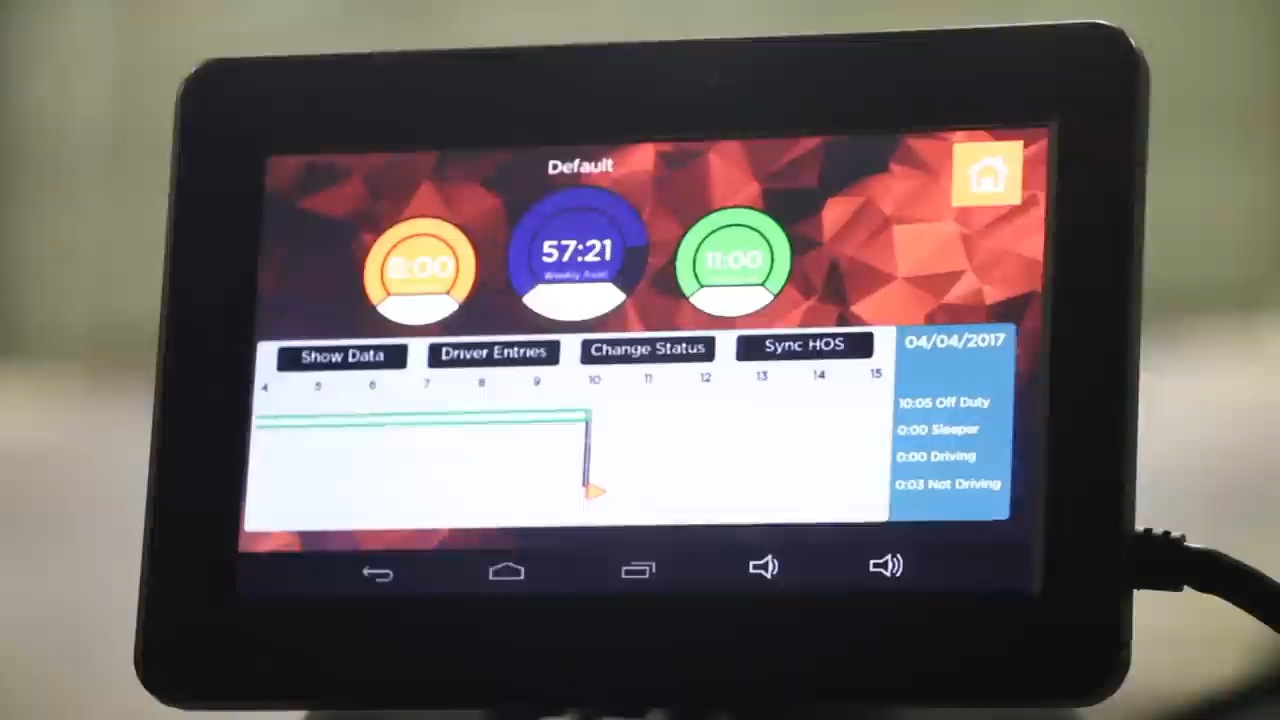 Default
8:00
57:21
Weekly Avail
11:00
Show Data
Driver Entries
Change Status
Sync HOS
04/04/2017
4 5 6 7 8 9 10 11 12 13 14 15
10:05 Off Duty
0:00 Sleeper
0:00 Driving
0:03 Not Driving